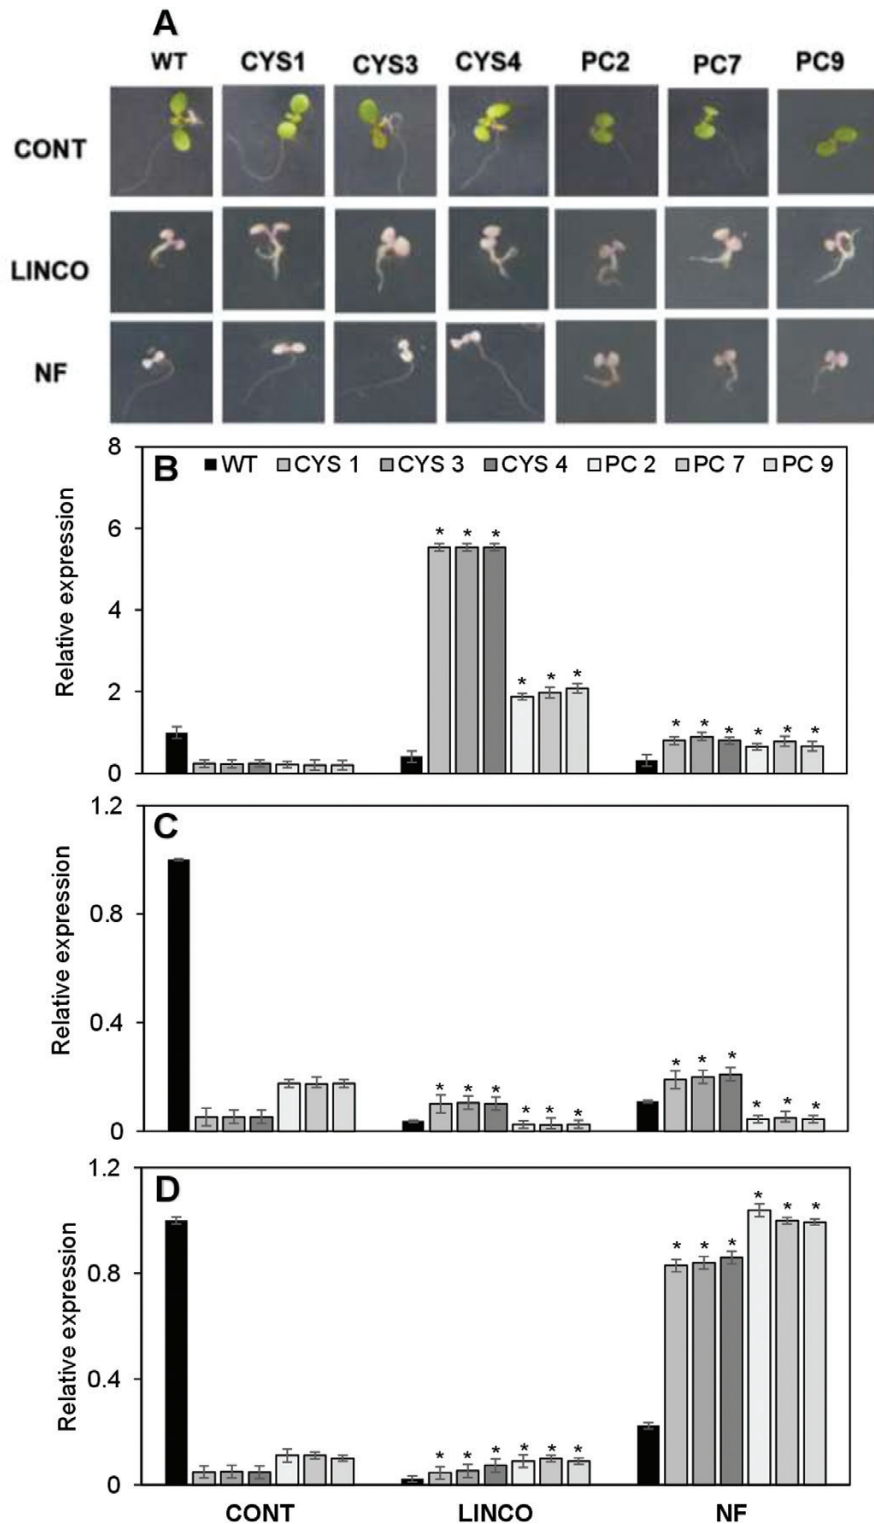 A
WT CYS1 CYS3 CYS4 PC2 PC7 PC9
CONT
LINCO
NF
B
WT CYS 1 CYS 3 CYS 4 PC 2 PC 7 PC 9
Relative expression
8
6
4
2
0
* * * * * * * * * * * *
C
Relative expression
1.2
0.8
0.4
0
* * * * * * * * * * * *
D
Relative expression
1.2
0.8
0.4
0
* * * * * * * * * * * *
CONT LINCO NF